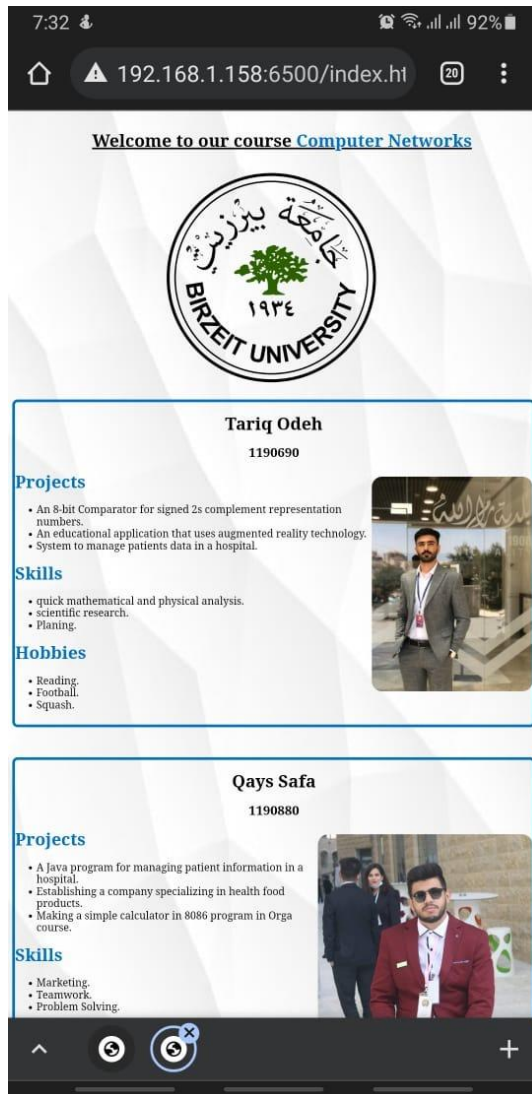 7:32
92%
192.168.1.158:6500/index.ht
20
Welcome to our course Computer Networks
جامعة بيرزيت
١٩٣٤
BIRZEIT UNIVERSITY
Tariq Odeh
1190690
Projects
• An 8-bit Comparator for signed 2s complement representation
numbers.
• An educational application that uses augmented reality technology.
• System to manage patients data in a hospital.
Skills
• quick mathematical and physical analysis.
• scientific research.
• Planing.
Hobbies
• Reading.
• Football.
• Squash.
Qays Safa
1190880
Projects
• A Java program for managing patient information in a
hospital.
• Establishing a company specializing in health food
products.
• Making a simple calculator in 8086 program in Orga
course.
Skills
• Marketing.
• Teamwork.
• Problem Solving.